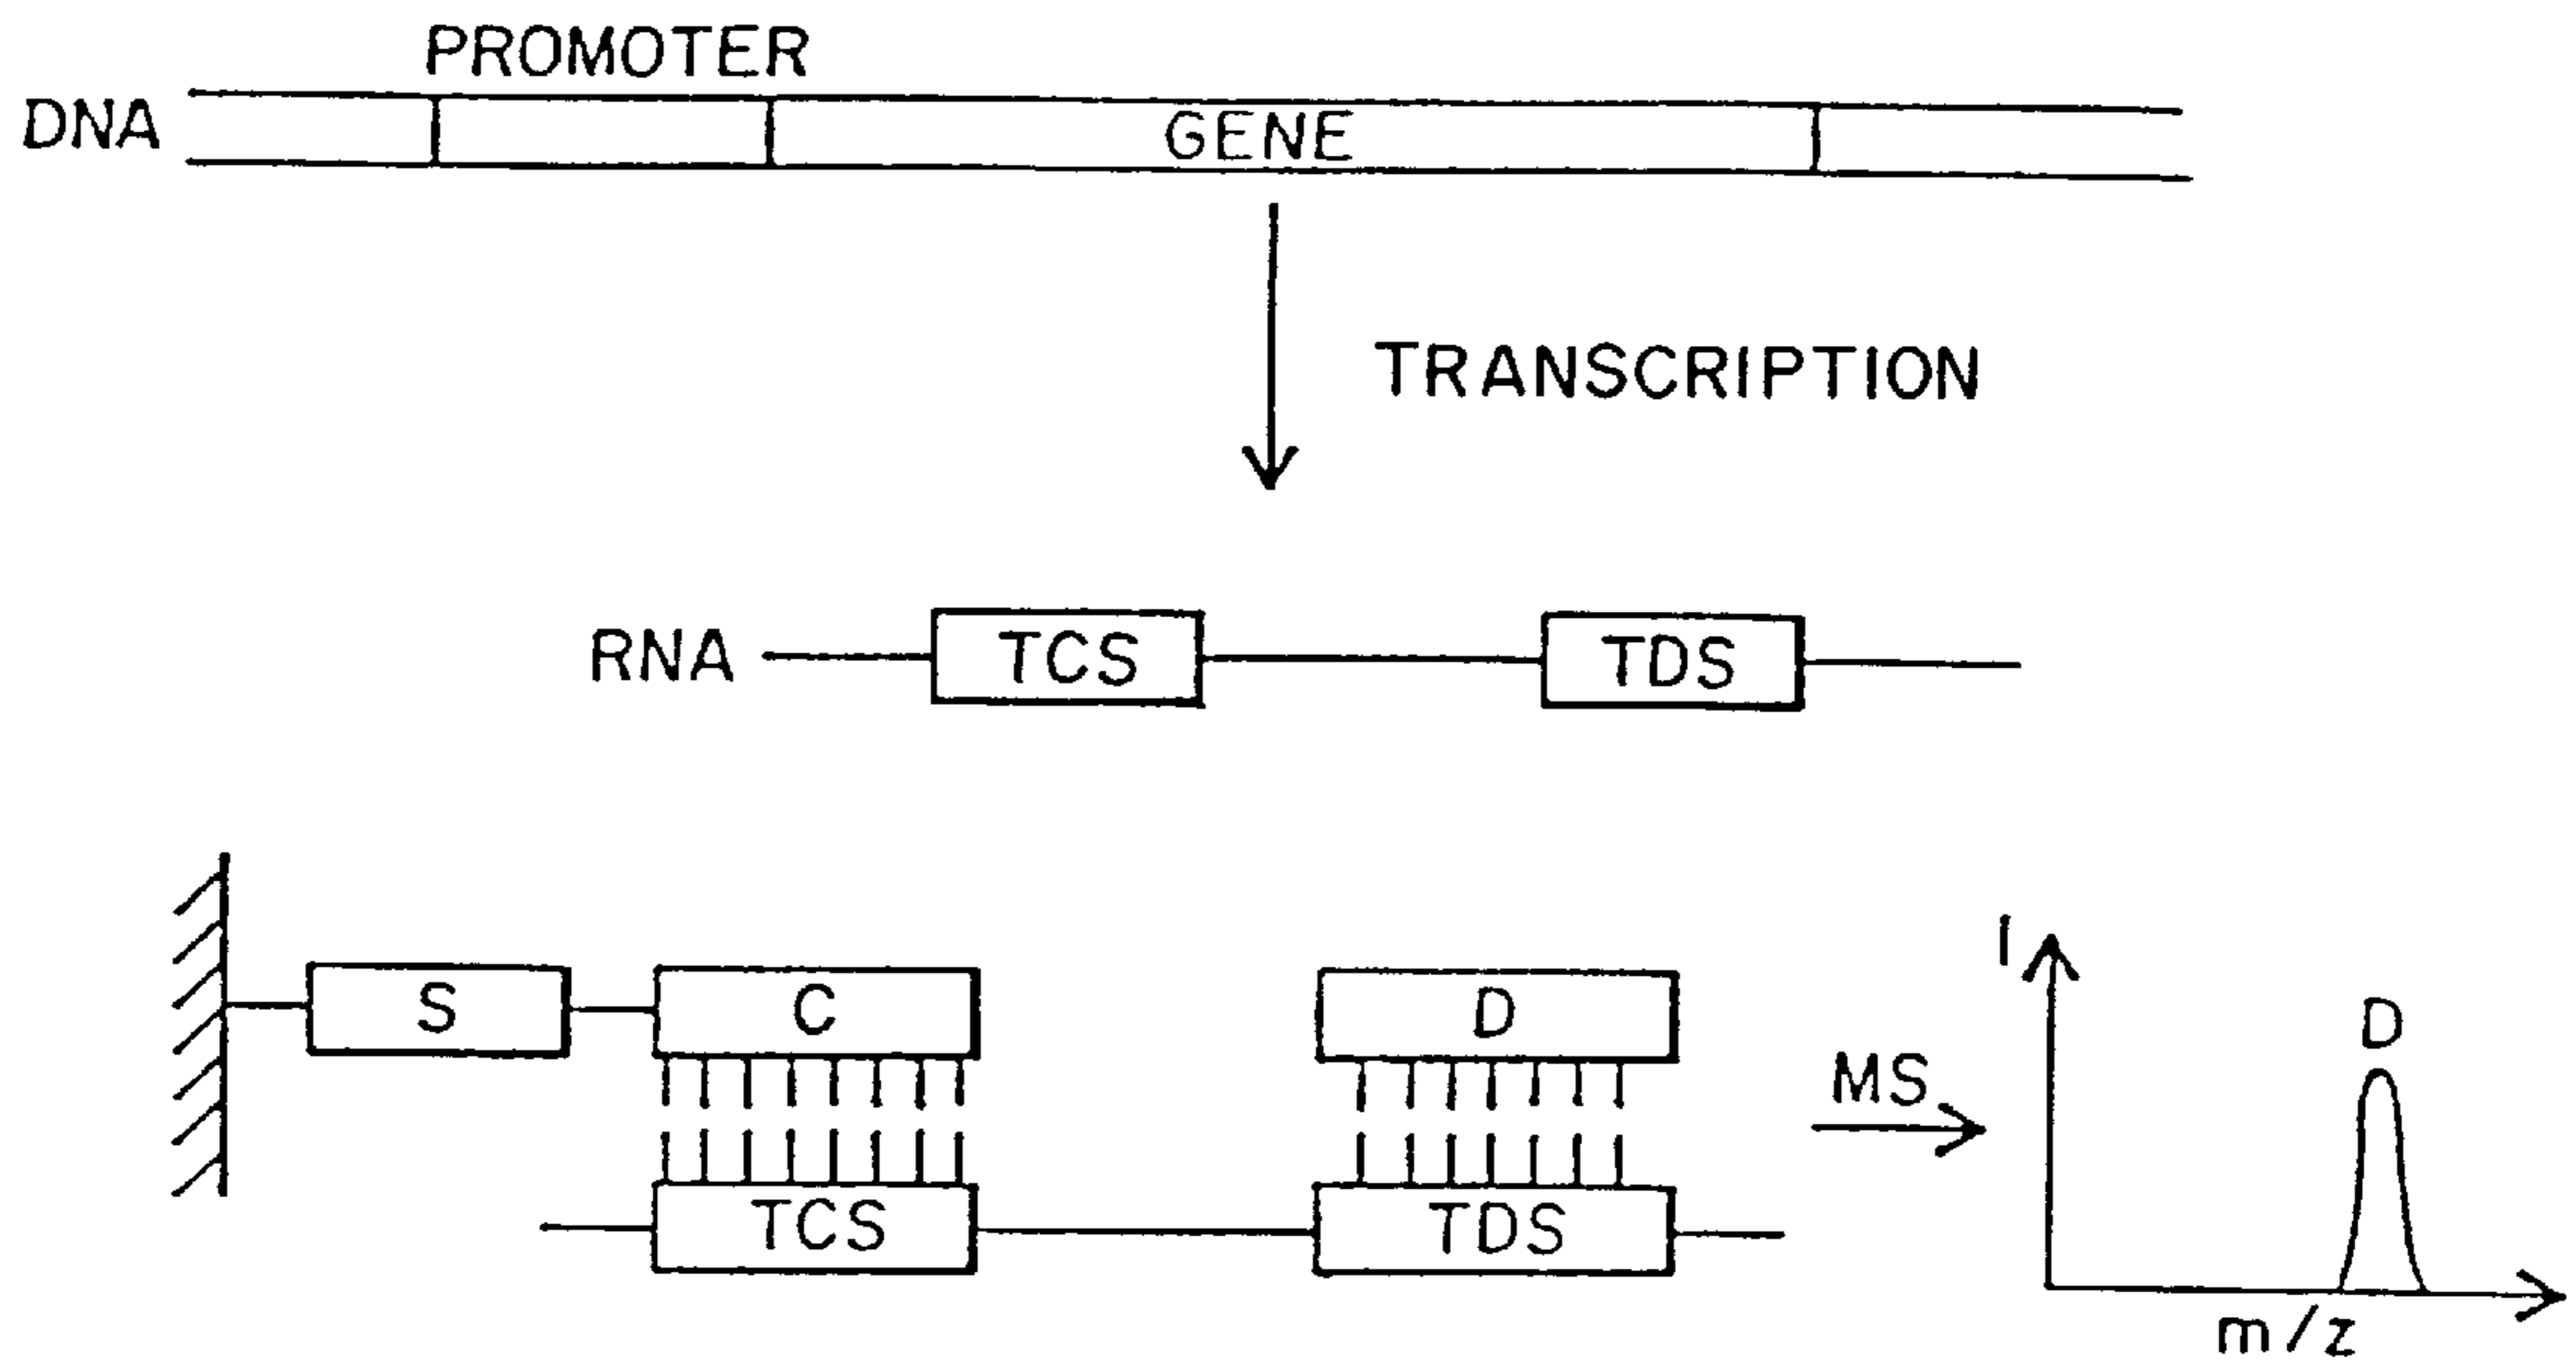 PROMOTER
DNA
GENE
TRANSCRIPTION
RNA
TCS
TDS
S
C
D
MS
I
D
m/z
TCS
TDS